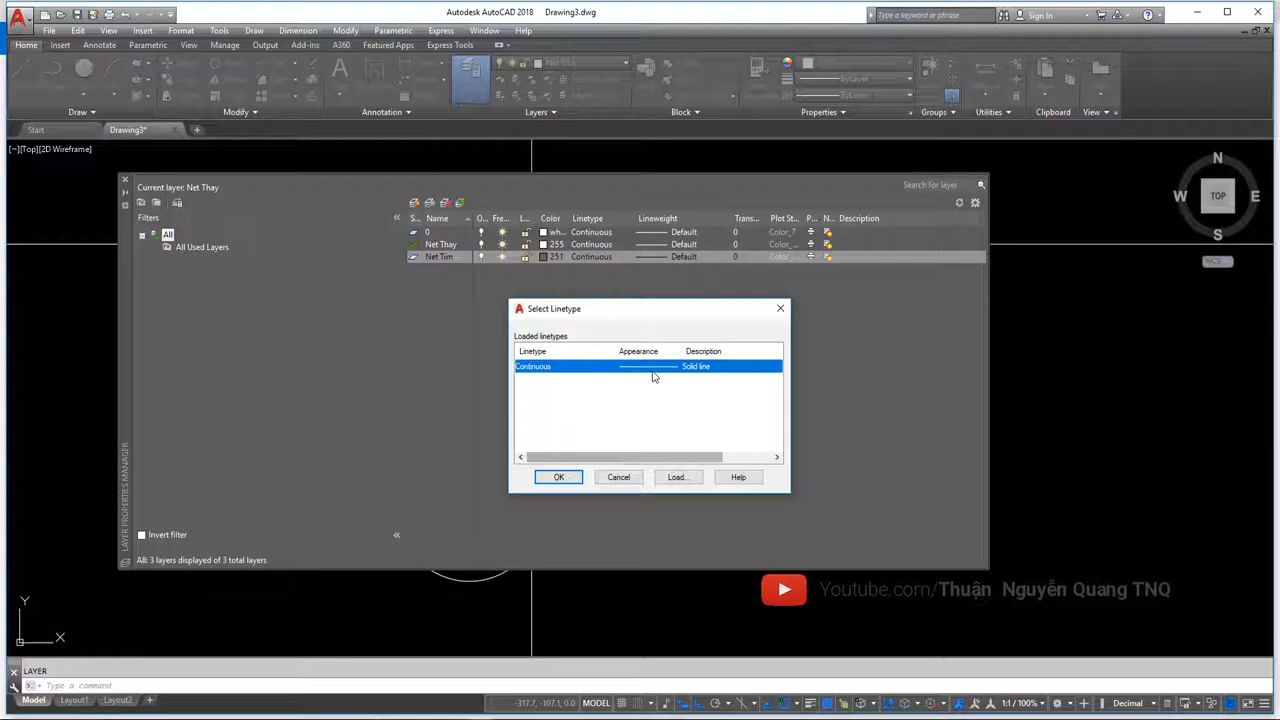 Autodesk AutoCAD 2018 Drawing3.dwg
Type a keyword or phrase
Sign In
File Edit View Insert Format Tools Draw Dimension Modify Parametric Express Window Help
Home Insert Annotate Parametric View Manage Output Add-ins A360 Featured Apps Express Tools
Draw Modify Annotation Layers Block Properties Groups Utilities Clipboard View
Start Drawing3*
[−][Top][2D Wireframe]
N
W TOP E
S
WCS
Current layer: Net Thay
Search for layer
Filters
S... Name O... Fre... L... Color Linetype Lineweight Trans... Plot St... P... N... Description
All
0 wh... Continuous Default 0 Color_7
All Used Layers
Net Thay 255 Continuous Default 0 Color_...
Net Tim 251 Continuous Default 0 Color_...
Select Linetype
Loaded linetypes
Linetype Appearance Description
Continuous Solid line
OK Cancel Load... Help
LAYER PROPERTIES MANAGER
Invert filter
All: 3 layers displayed of 3 total layers
Youtube.com/Thuận Nguyễn Quang TNQ
Y
X
LAYER
Type a command
Model Layout1 Layout2
-317.7, -107.1, 0.0 MODEL 1:1 / 100% Decimal